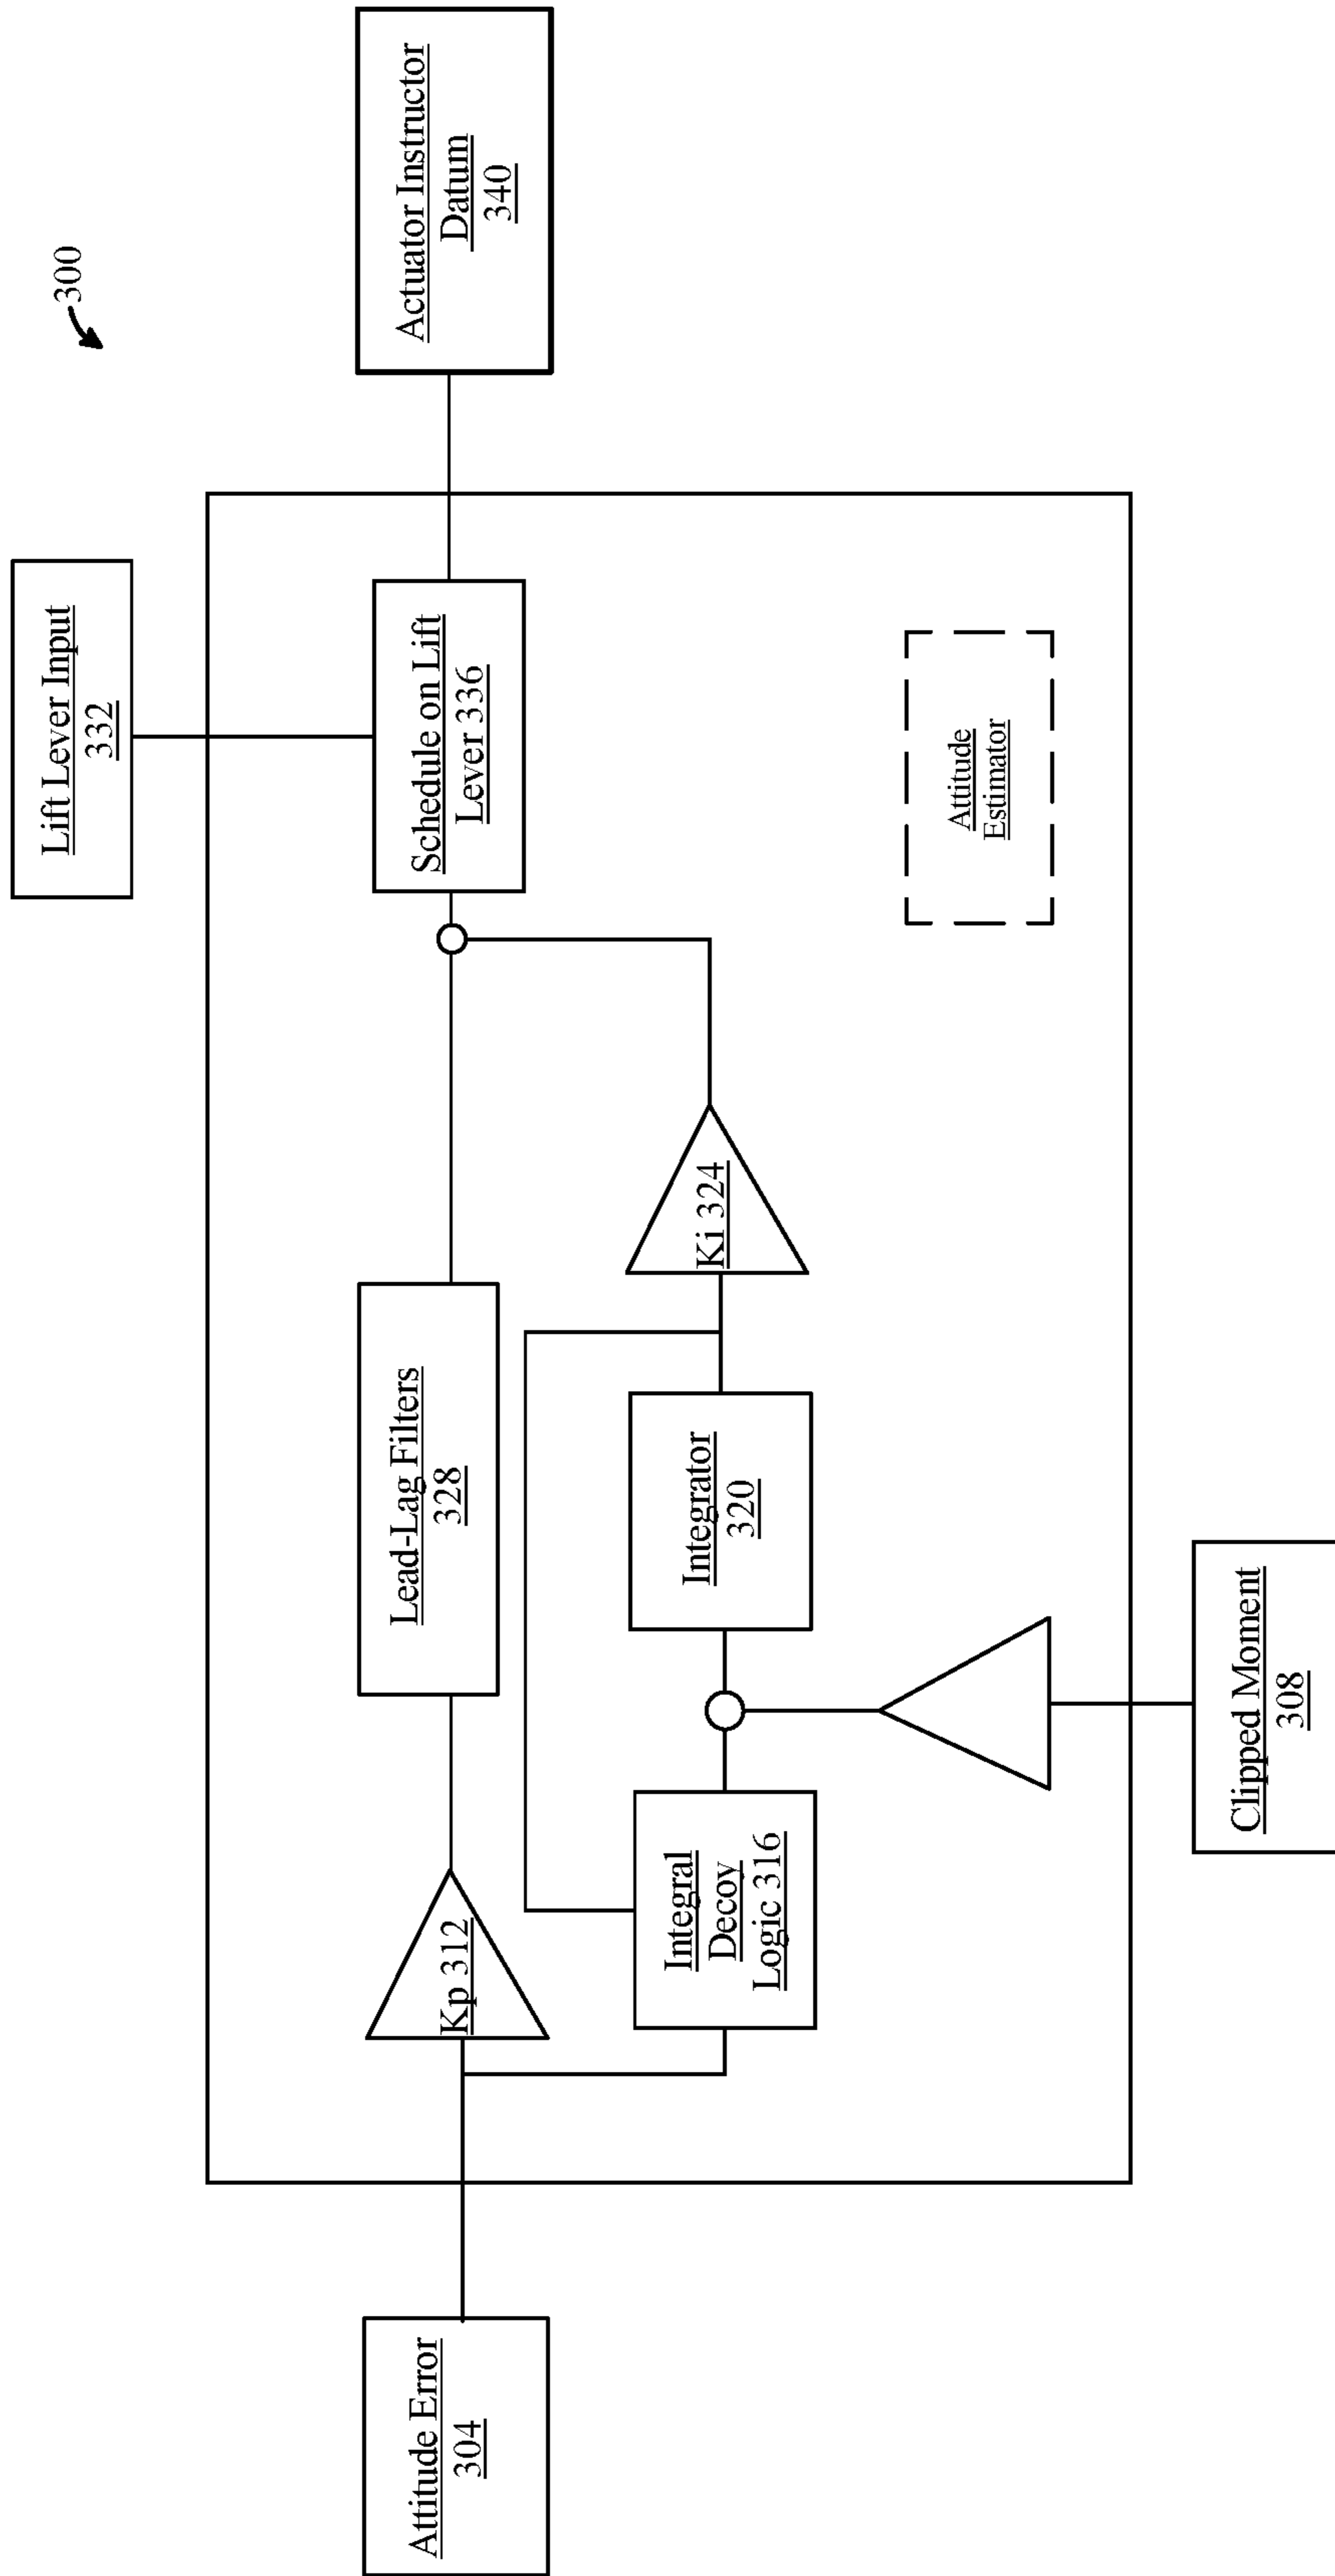 300
Lift Lever Input
332
Attitude Error
304
Kp 312
Lead-Lag Filters
328
Schedule on Lift
Lever 336
Actuator Instructor
Datum
340
Integral
Decoy
Logic 316
Integrator
320
Ki 324
Attitude
Estimator
Clipped Moment
308